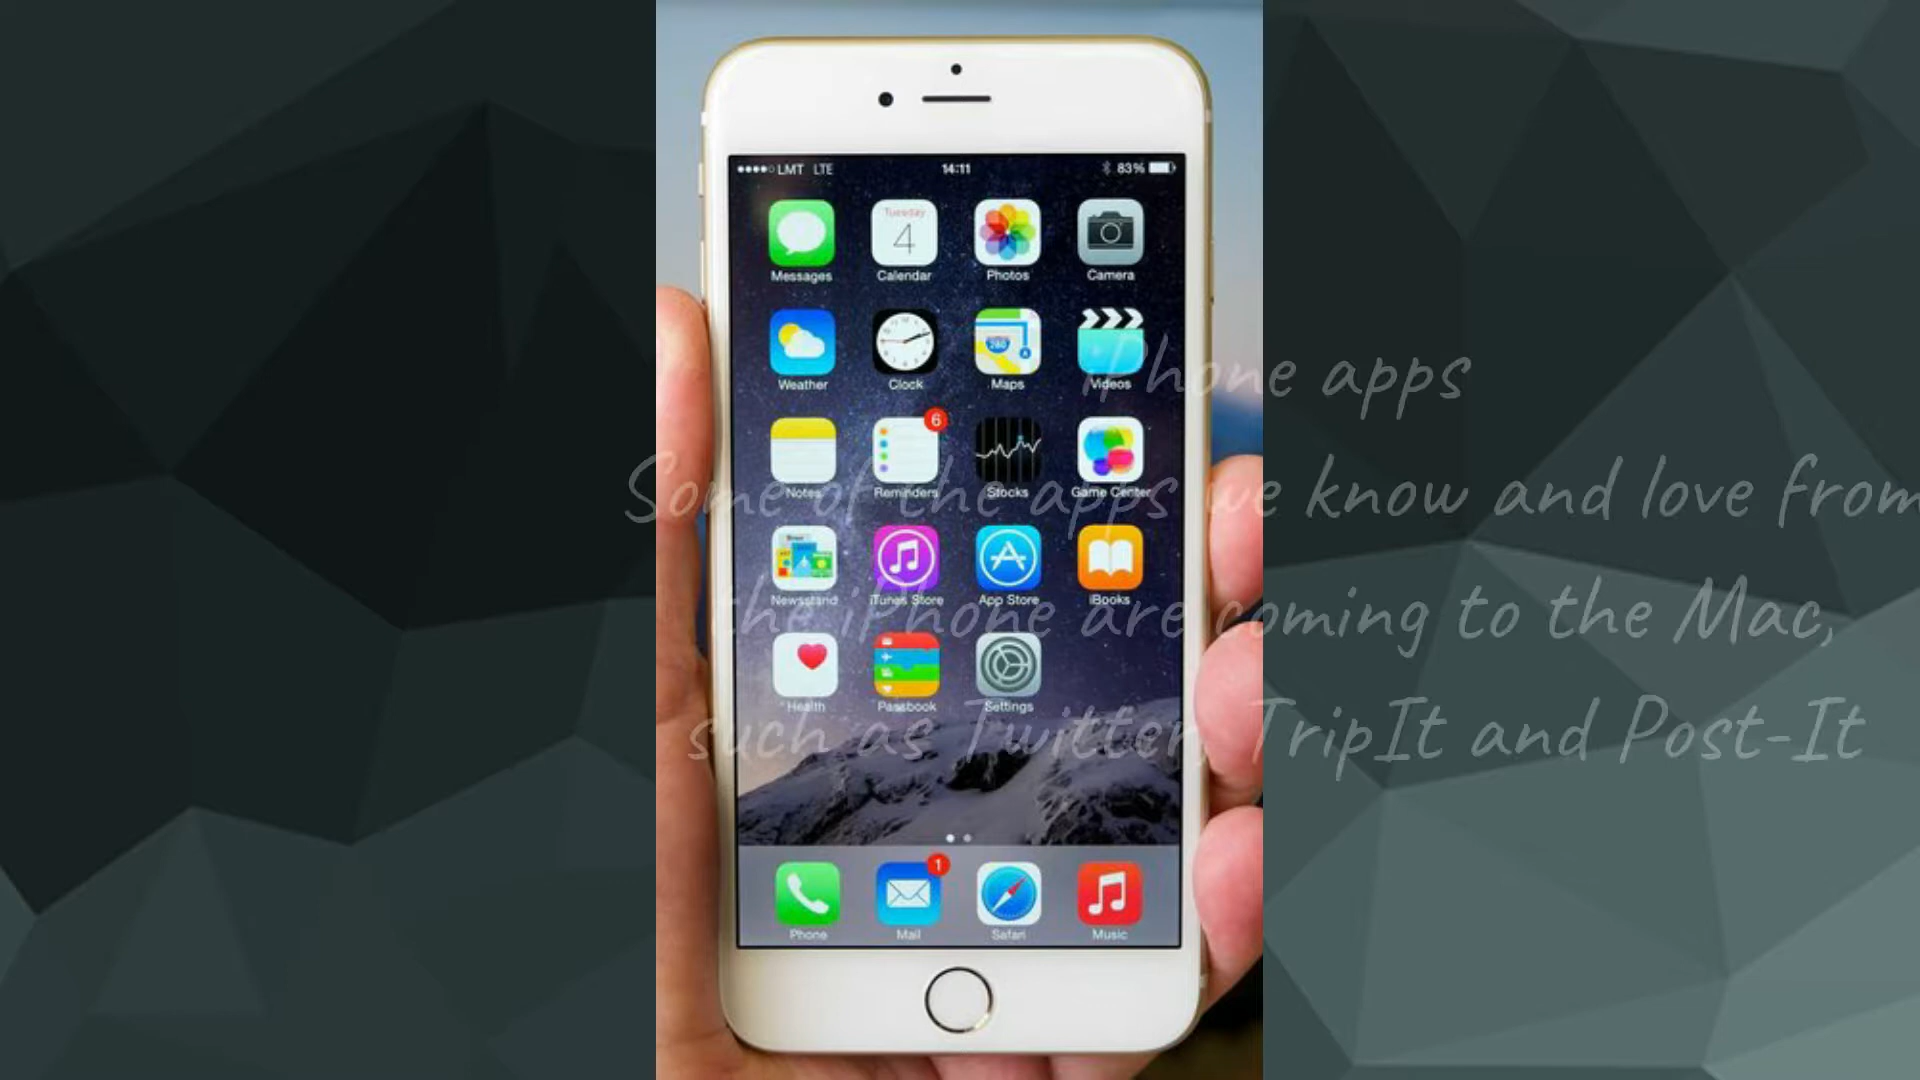 LMT LTE 14:11 83%
Tuesday
4
Messages Calendar Photos Camera
280
Weather Clock Maps Videos
iPhone apps
6
Notes Reminders Stocks Game Center
Some of the apps we know and love from
Newsstand iTunes Store App Store iBooks
the iPhone are coming to the Mac,
Health Passbook Settings
such as Twitter, TripIt and Post-It
1
Phone Mail Safari Music